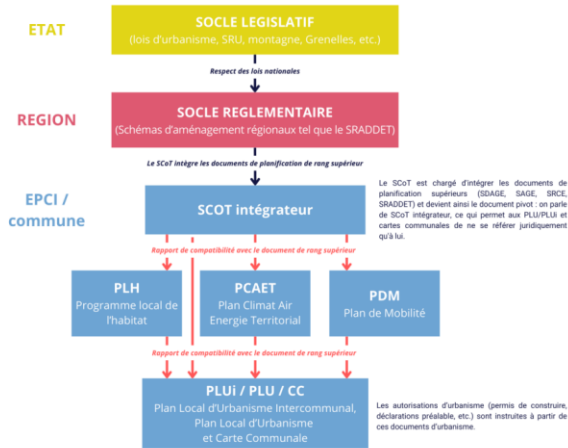 ETAT
SOCLE LEGISLATIF
(lois d'urbanisme, SRU, montagne, Grenelles, etc.)
Respect des lois nationales
REGION
SOCLE REGLEMENTAIRE
(Schémas d'aménagement régionaux tel que le SRADDET)
Le SCoT intègre les documents de planification de rang supérieur
EPCI /
commune
SCOT intégrateur
Le SCoT est chargé d'intégrer les documents de
planification supérieurs (SDAGE, SAGE, SRCE,
SRADDET) et devient ainsi le document pivot : on parle
de SCoT intégrateur, ce qui permet aux PLU/PLUi et
cartes communales de ne se référer juridiquement
qu'à lui.
Rapport de compatibilité avec le document de rang supérieur
PLH
Programme local de
l'habitat
PCAET
Plan Climat Air
Energie Territorial
PDM
Plan de Mobilité
Rapport de compatibilité avec le document de rang supérieur
PLUi / PLU / CC
Plan Local d'Urbanisme Intercommunal,
Plan Local d'Urbanisme
et Carte Communale
Les autorisations d'urbanisme (permis de construire,
déclarations préalable, etc.) sont instruites à partir de
ces documents d'urbanisme.